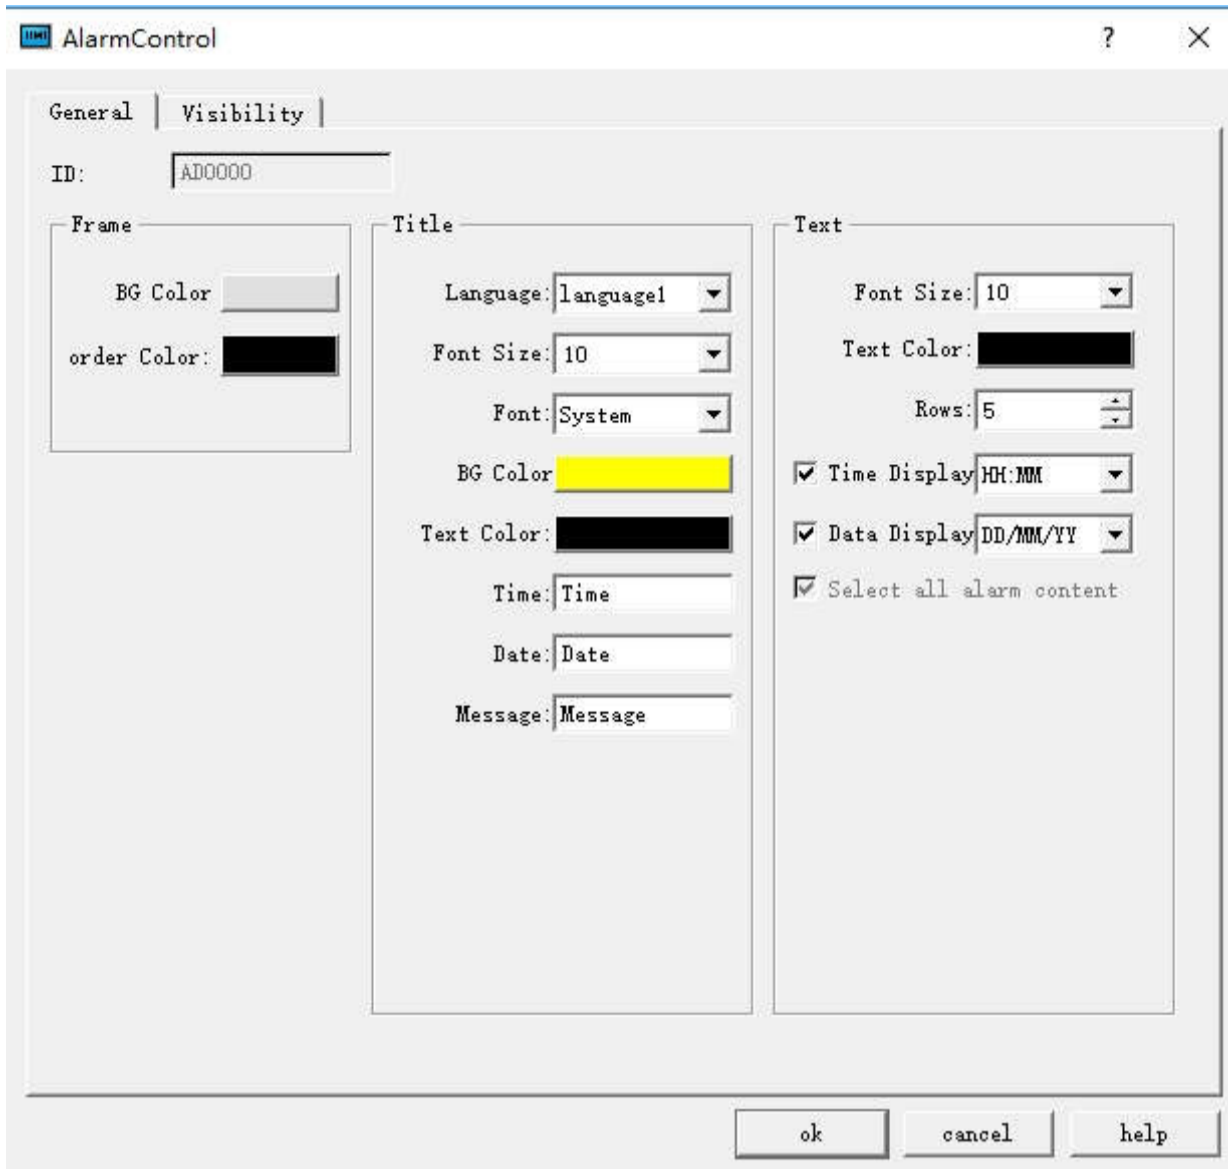 AlarmControl
General
Visibility
ID: AD0000
Frame
BG Color
order Color:
Title
Language: language1
Font Size: 10
Font: System
BG Color
Text Color:
Time: Time
Date: Date
Message: Message
Text
Font Size: 10
Text Color:
Rows: 5
Time Display HH:MM
Data Display DD/MM/YY
Select all alarm content
ok
cancel
help